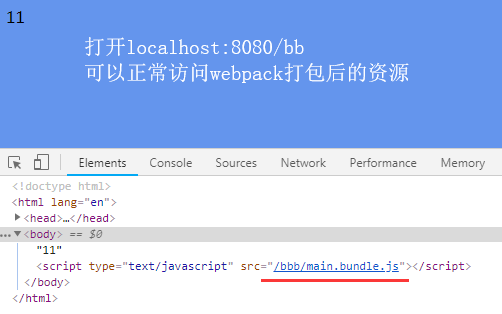 11
打开localhost:8080/bb
可以正常访问webpack打包后的资源
Elements Console Sources Network Performance Memory
<!doctype html>
<html lang="en">
<head>…</head>
<body> == $0
"11"
<script type="text/javascript" src="/bbb/main.bundle.js"></script>
</body>
</html>